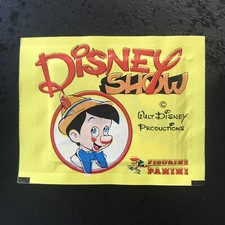 DISNEY
SHOW
©
WALT DISNEY
PRODUCTIONS
FIGURINE
PANINI